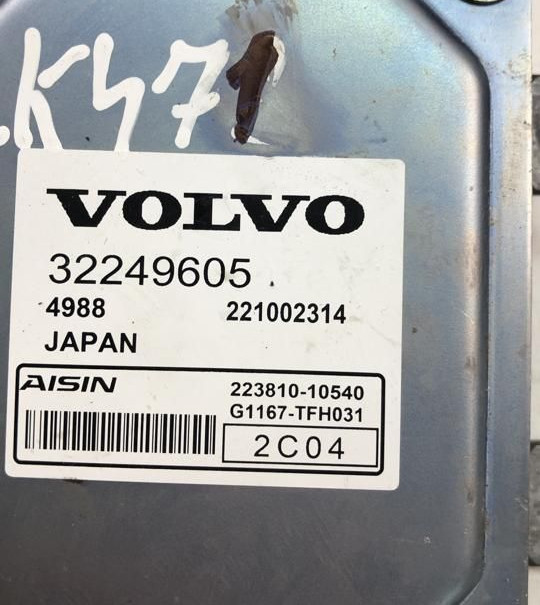 VOLVO
32249605
4988 221002314
JAPAN
AISIN 223810-10540
G1167-TFH031
2C04